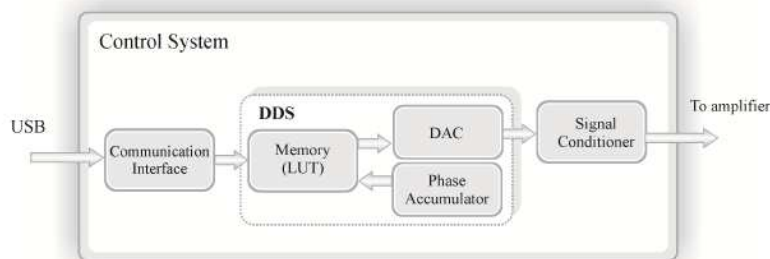 Control System
USB
To amplifier
DDS
Communication
Interface
Memory
(LUT)
DAC
Phase
Accumulator
Signal
Conditioner